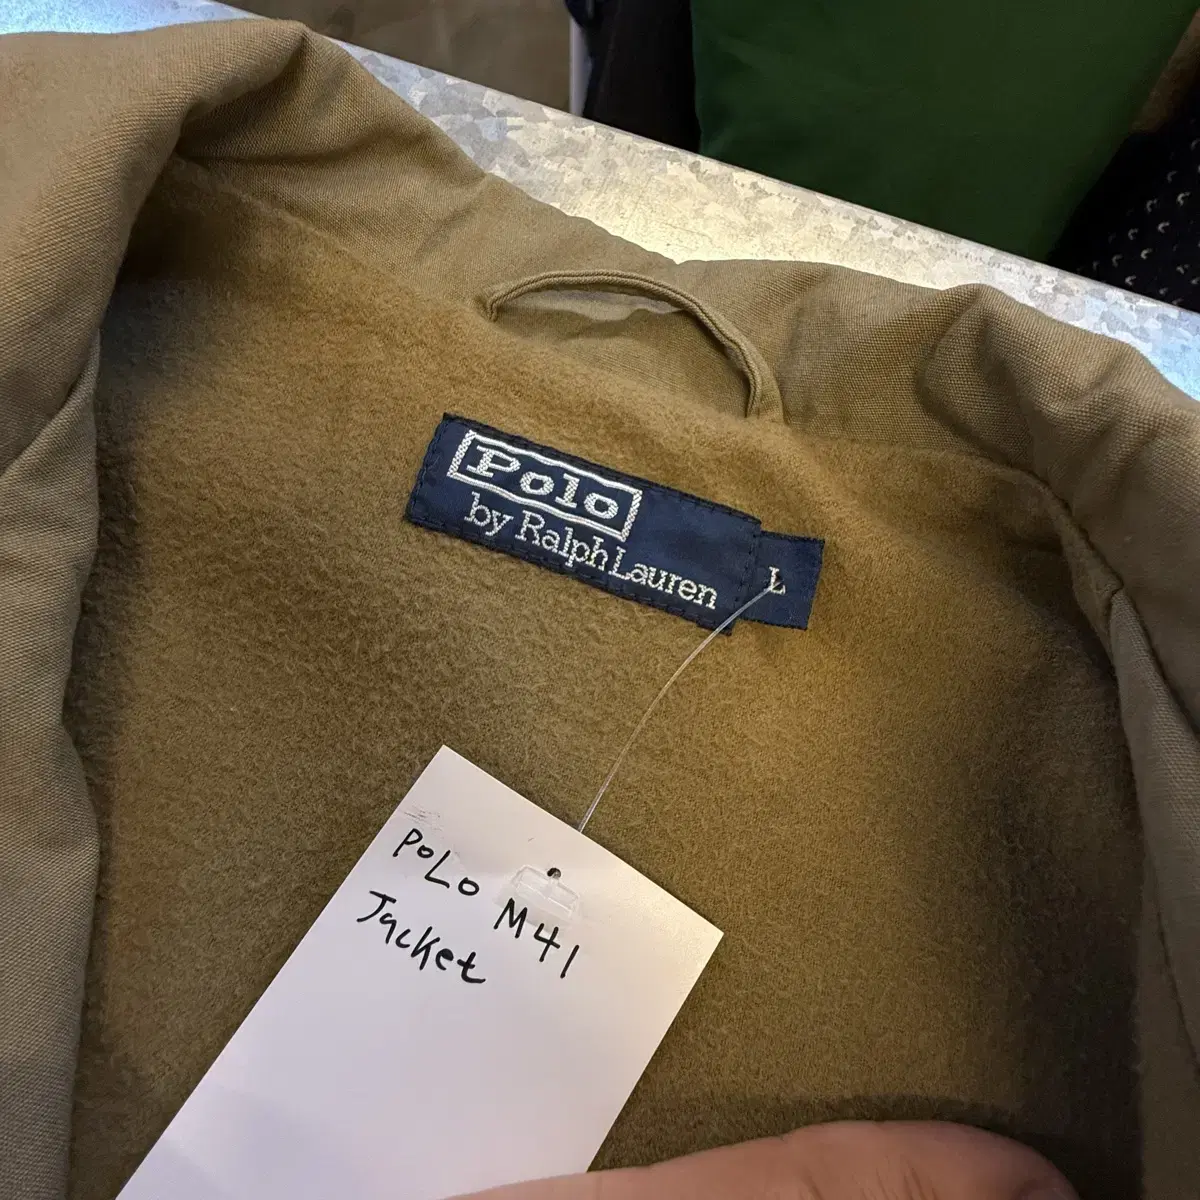 Polo
by Ralph Lauren
L
POLO M41
Jacket